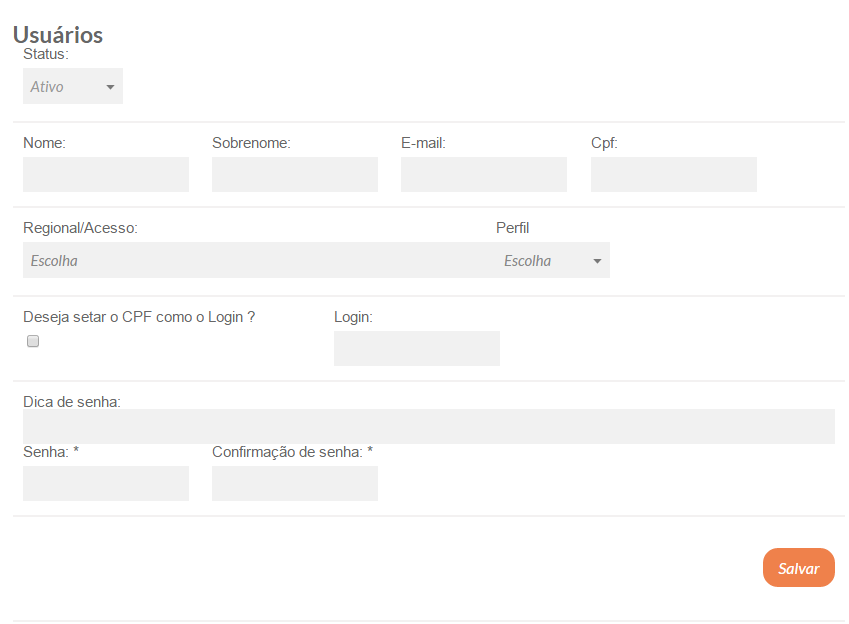 Usuários
Status:
Ativo
Nome: Sobrenome: E-mail: Cpf:
Regional/Acesso: Perfil
Escolha Escolha
Deseja setar o CPF como o Login ? Login:
Dica de senha:
Senha: * Confirmação de senha: *
Salvar